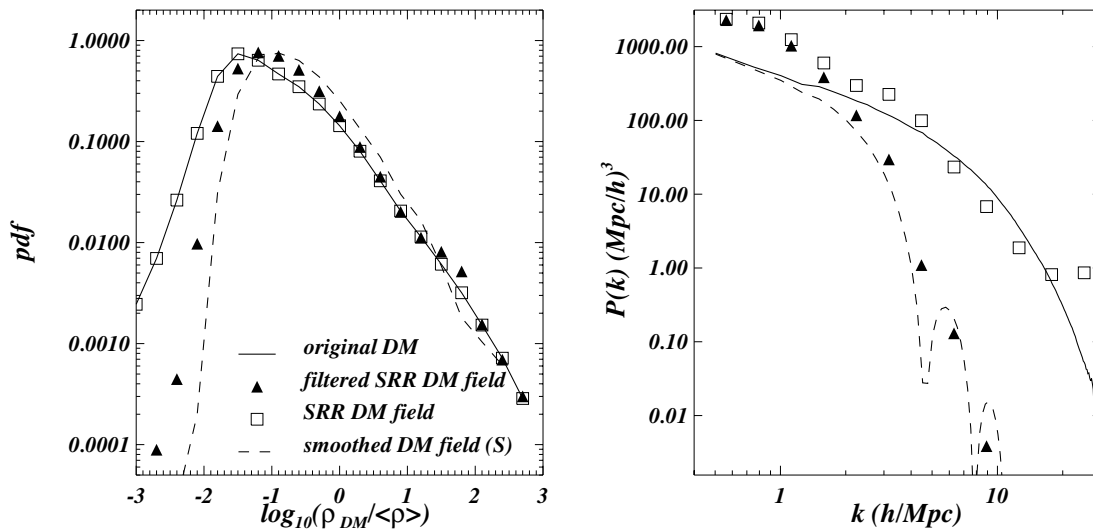 pdf
1.0000
0.1000
0.0100
0.0010
0.0001
original DM
filtered SRR DM field
SRR DM field
smoothed DM field (S)
-3 -2 -1 0 1 2 3
log₁₀(ρ_DM/<ρ>)
P(k) (Mpc/h)³
1000.00
100.00
10.00
1.00
0.10
0.01
1 10
k (h/Mpc)